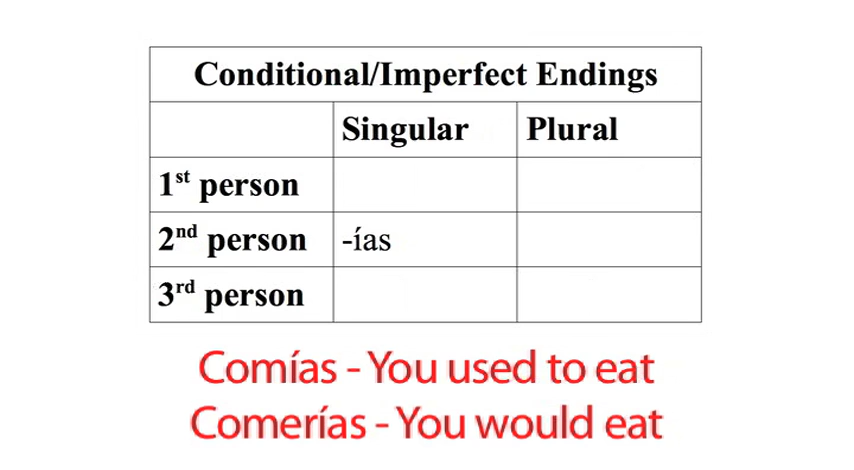 Conditional/Imperfect Endings
Singular Plural
1st person
2nd person -ías
3rd person
Comías - You used to eat
Comerías - You would eat